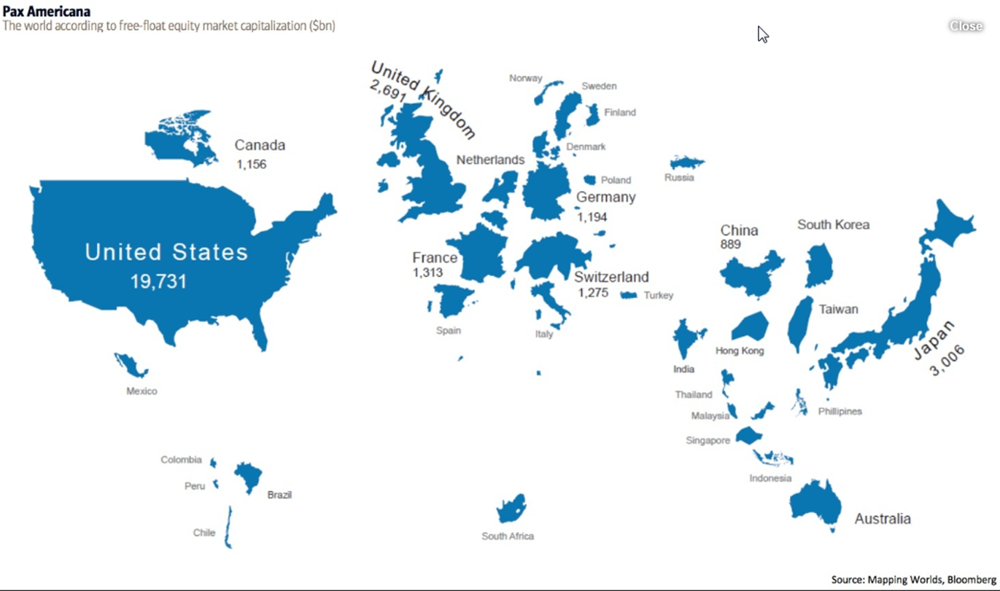 Pax Americana
The world according to free-float equity market capitalization ($bn)
Close
United Kingdom
2,691
Norway
Sweden
Finland
Denmark
Canada
1,156
Netherlands
Poland
Russia
Germany
1,194
United States
19,731
France
1,313
Switzerland
1,275
Turkey
China
889
South Korea
Taiwan
Japan
3,006
Spain
Italy
Hong Kong
India
Mexico
Thailand
Malaysia
Phillipines
Singapore
Indonesia
Colombia
Peru
Brazil
Chile
South Africa
Australia
Source: Mapping Worlds, Bloomberg